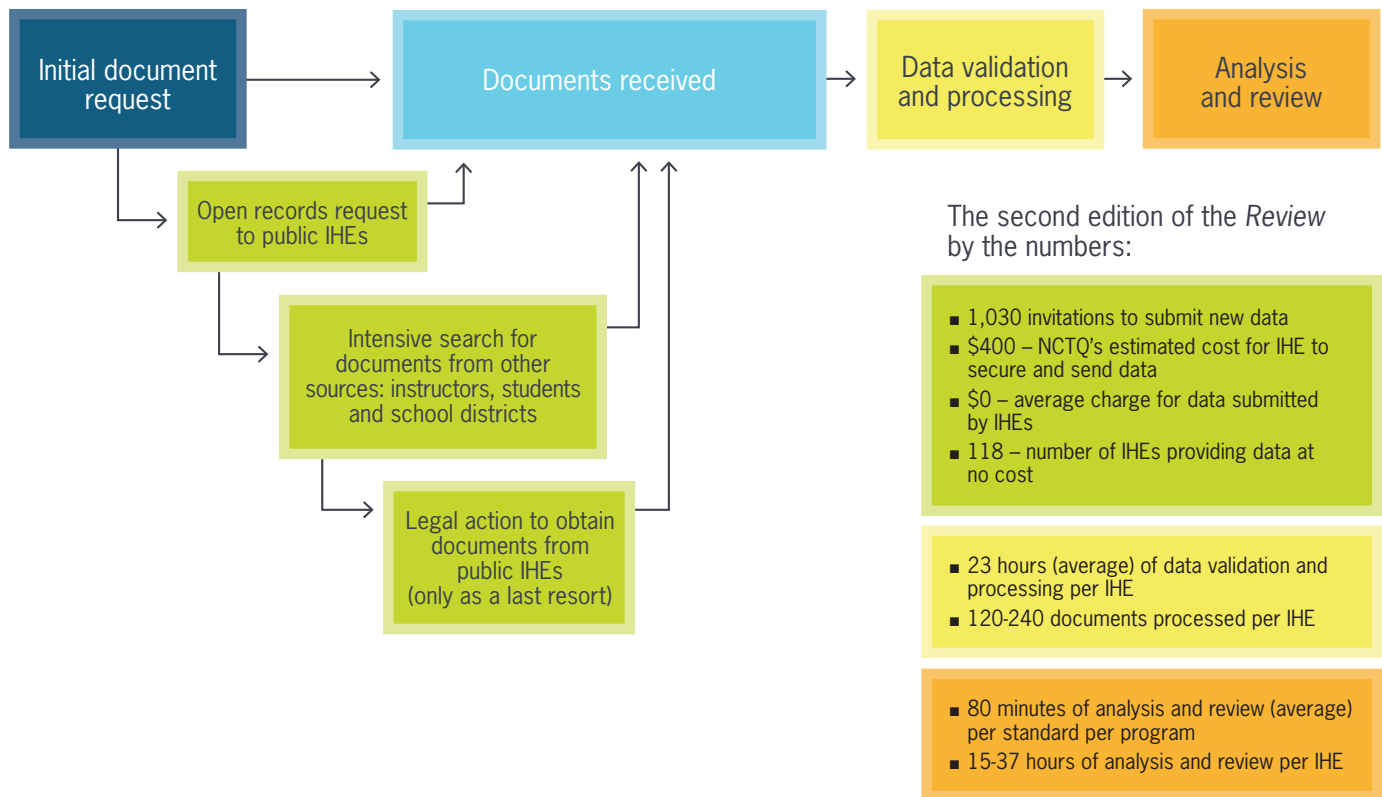 Initial document
request
Documents received
Data validation
and processing
Analysis
and review
Open records request
to public IHEs
Intensive search for
documents from other
sources: instructors, students
and school districts
Legal action to obtain
documents from
public IHEs
(only as a last resort)
The second edition of the Review
by the numbers:
■ 1,030 invitations to submit new data
■ $400 – NCTQ’s estimated cost for IHE to
secure and send data
■ $0 – average charge for data submitted
by IHEs
■ 118 – number of IHEs providing data at
no cost
■ 23 hours (average) of data validation and
processing per IHE
■ 120-240 documents processed per IHE
■ 80 minutes of analysis and review (average)
per standard per program
■ 15-37 hours of analysis and review per IHE